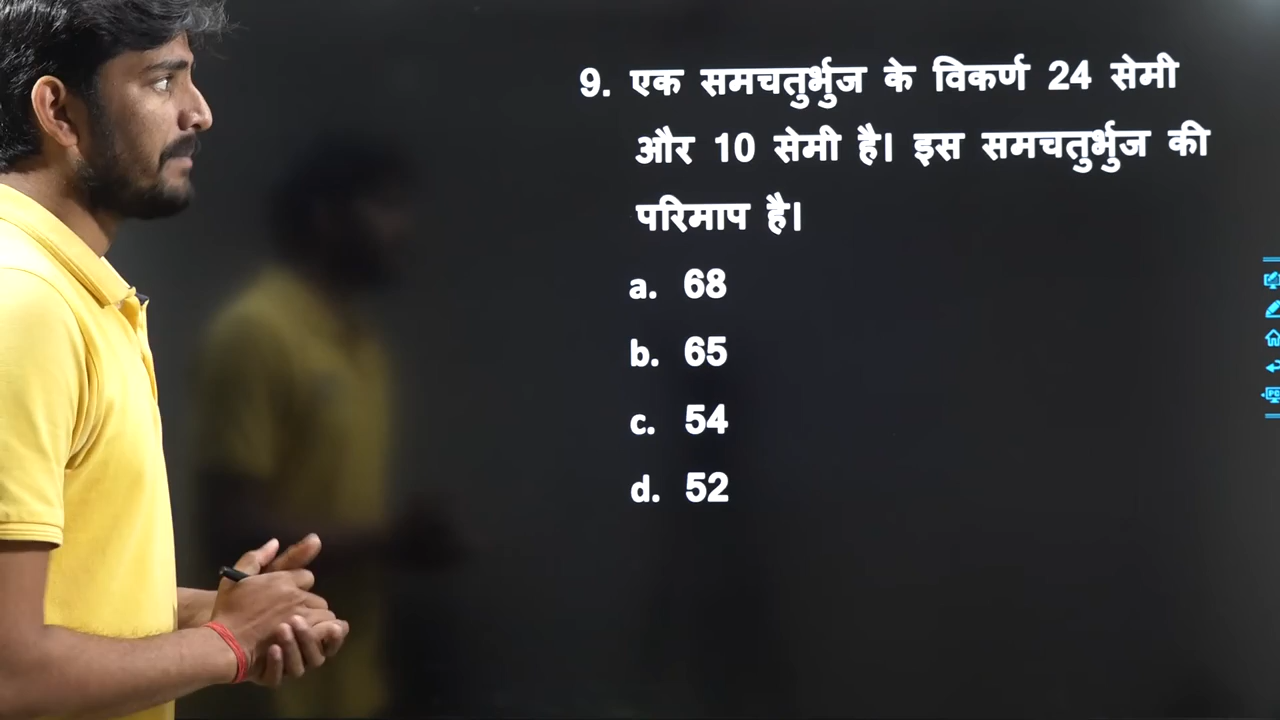 9. एक समचतुर्भुज के विकर्ण 24 सेमी
और 10 सेमी है। इस समचतुर्भुज की
परिमाप है।
a. 68
b. 65
c. 54
d. 52